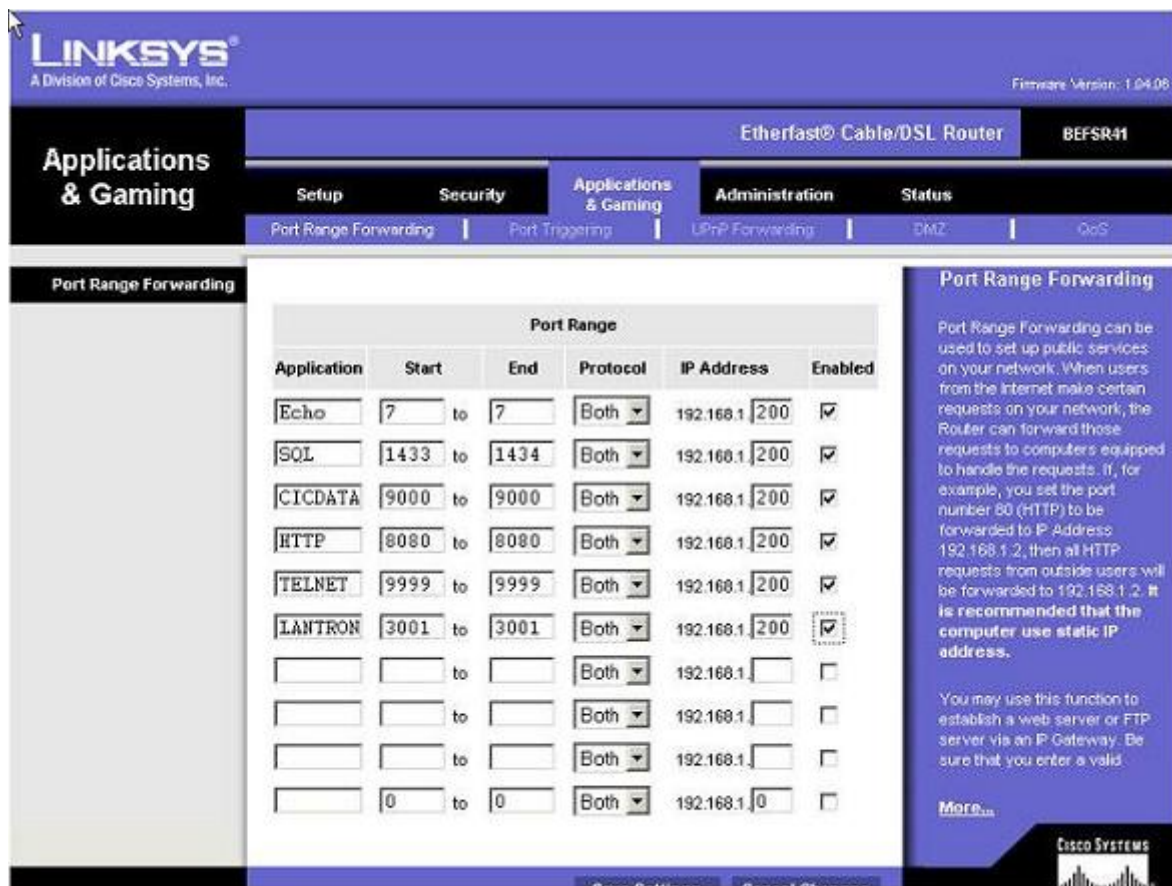 LINKSYS®
A Division of Cisco Systems, Inc.
Firmware Version: 1.04.06
Etherfast® Cable/DSL Router BEFSR41
Applications & Gaming
Setup Security Applications & Gaming Administration Status
Port Range Forwarding Port Triggering UPnP Forwarding DMZ QoS
Port Range Forwarding
Port Range
Application Start End Protocol IP Address Enabled
Echo 7 to 7 Both 192.168.1.200
SQL 1433 to 1434 Both 192.168.1.200
CICDATA 9000 to 9000 Both 192.168.1.200
HTTP 8080 to 8080 Both 192.168.1.200
TELNET 9999 to 9999 Both 192.168.1.200
LANTRON 3001 to 3001 Both 192.168.1.200
to Both 192.168.1.
to Both 192.168.1.
to Both 192.168.1.
0 to 0 Both 192.168.1.0
Port Range Forwarding
Port Range Forwarding can be
used to set up public services
on your network. When users
from the Internet make certain
requests on your network, the
Router can forward those
requests to computers equipped
to handle the requests. If, for
example, you set the port
number 80 (HTTP) to be
forwarded to IP Address
192.168.1.2, then all HTTP
requests from outside users will
be forwarded to 192.168.1.2. It
is recommended that the
computer use static IP
address.
You may use this function to
establish a web server or FTP
server via an IP Gateway. Be
sure that you enter a valid
More...
CISCO SYSTEMS